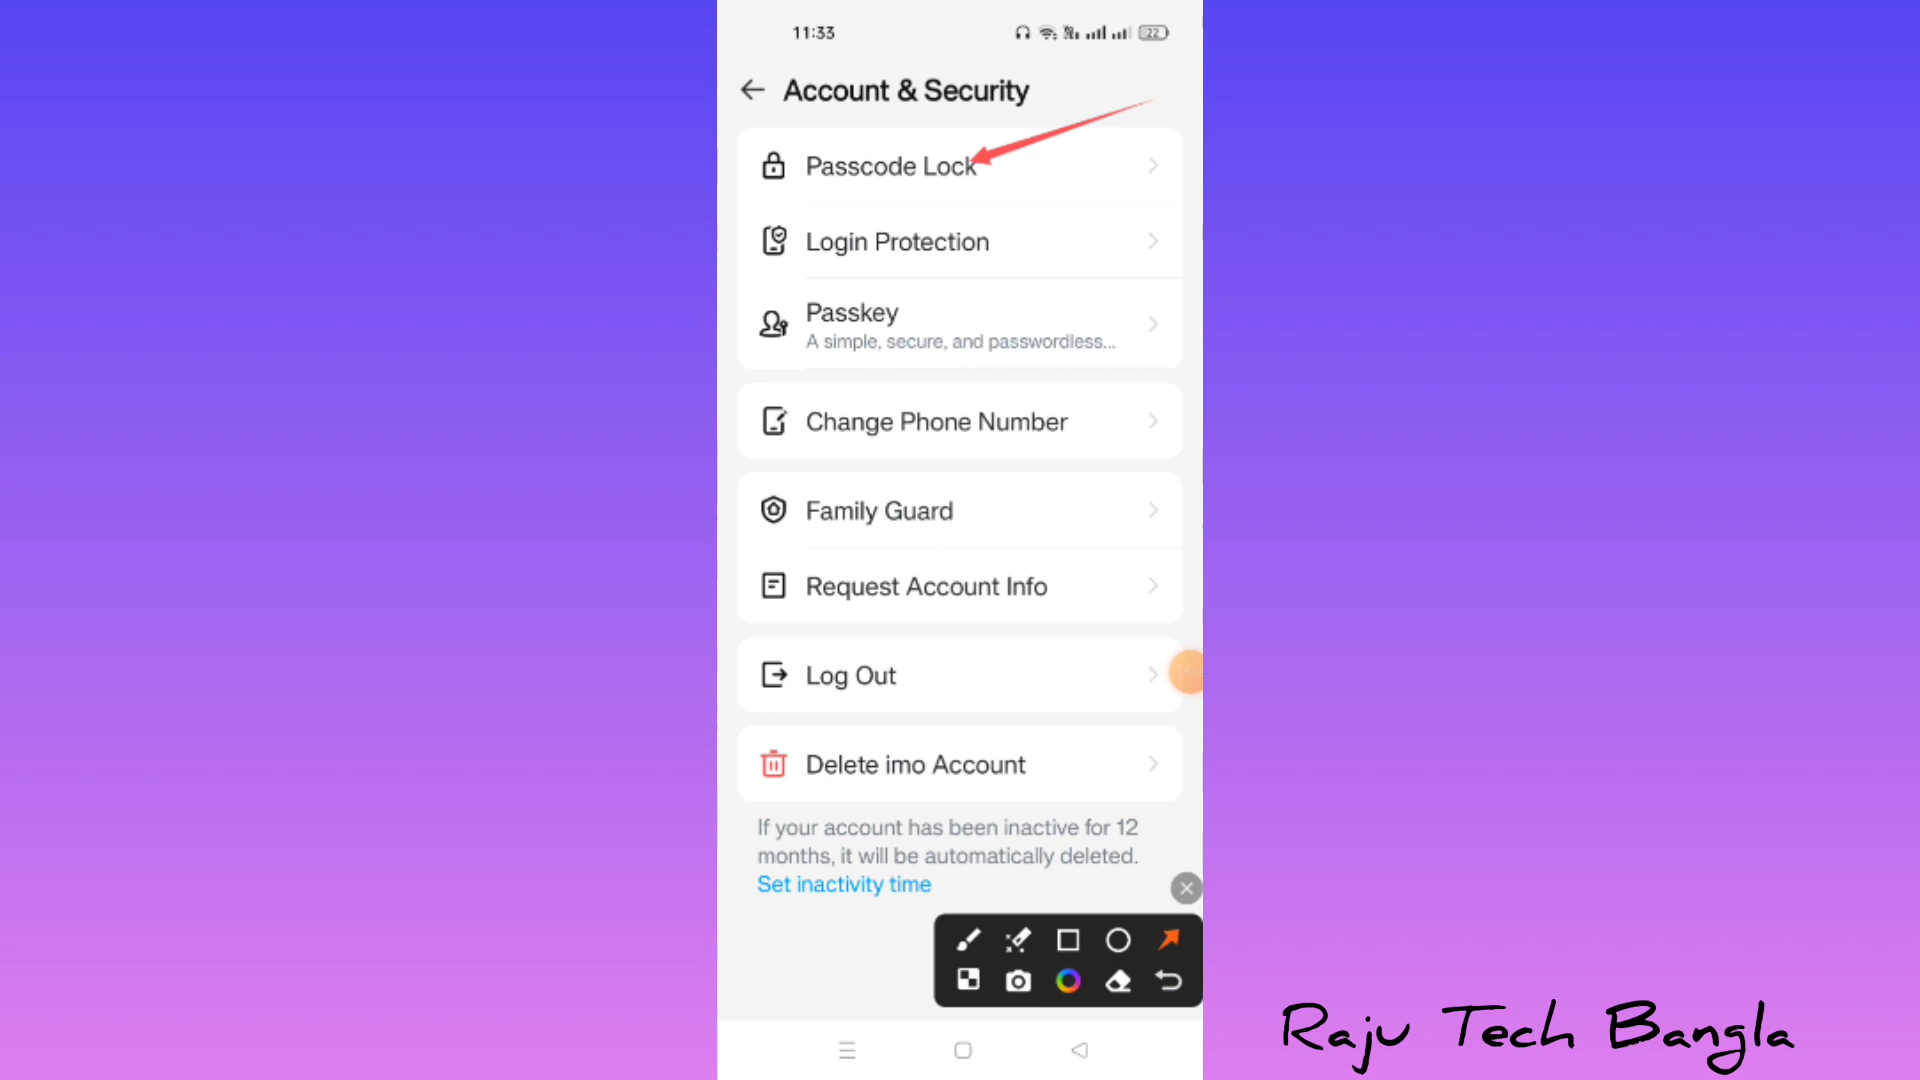 11:33
22
Account & Security
Passcode Lock
Login Protection
Passkey
A simple, secure, and passwordless...
Change Phone Number
Family Guard
Request Account Info
Log Out
Delete imo Account
If your account has been inactive for 12
months, it will be automatically deleted.
Set inactivity time
Raju Tech Bangla